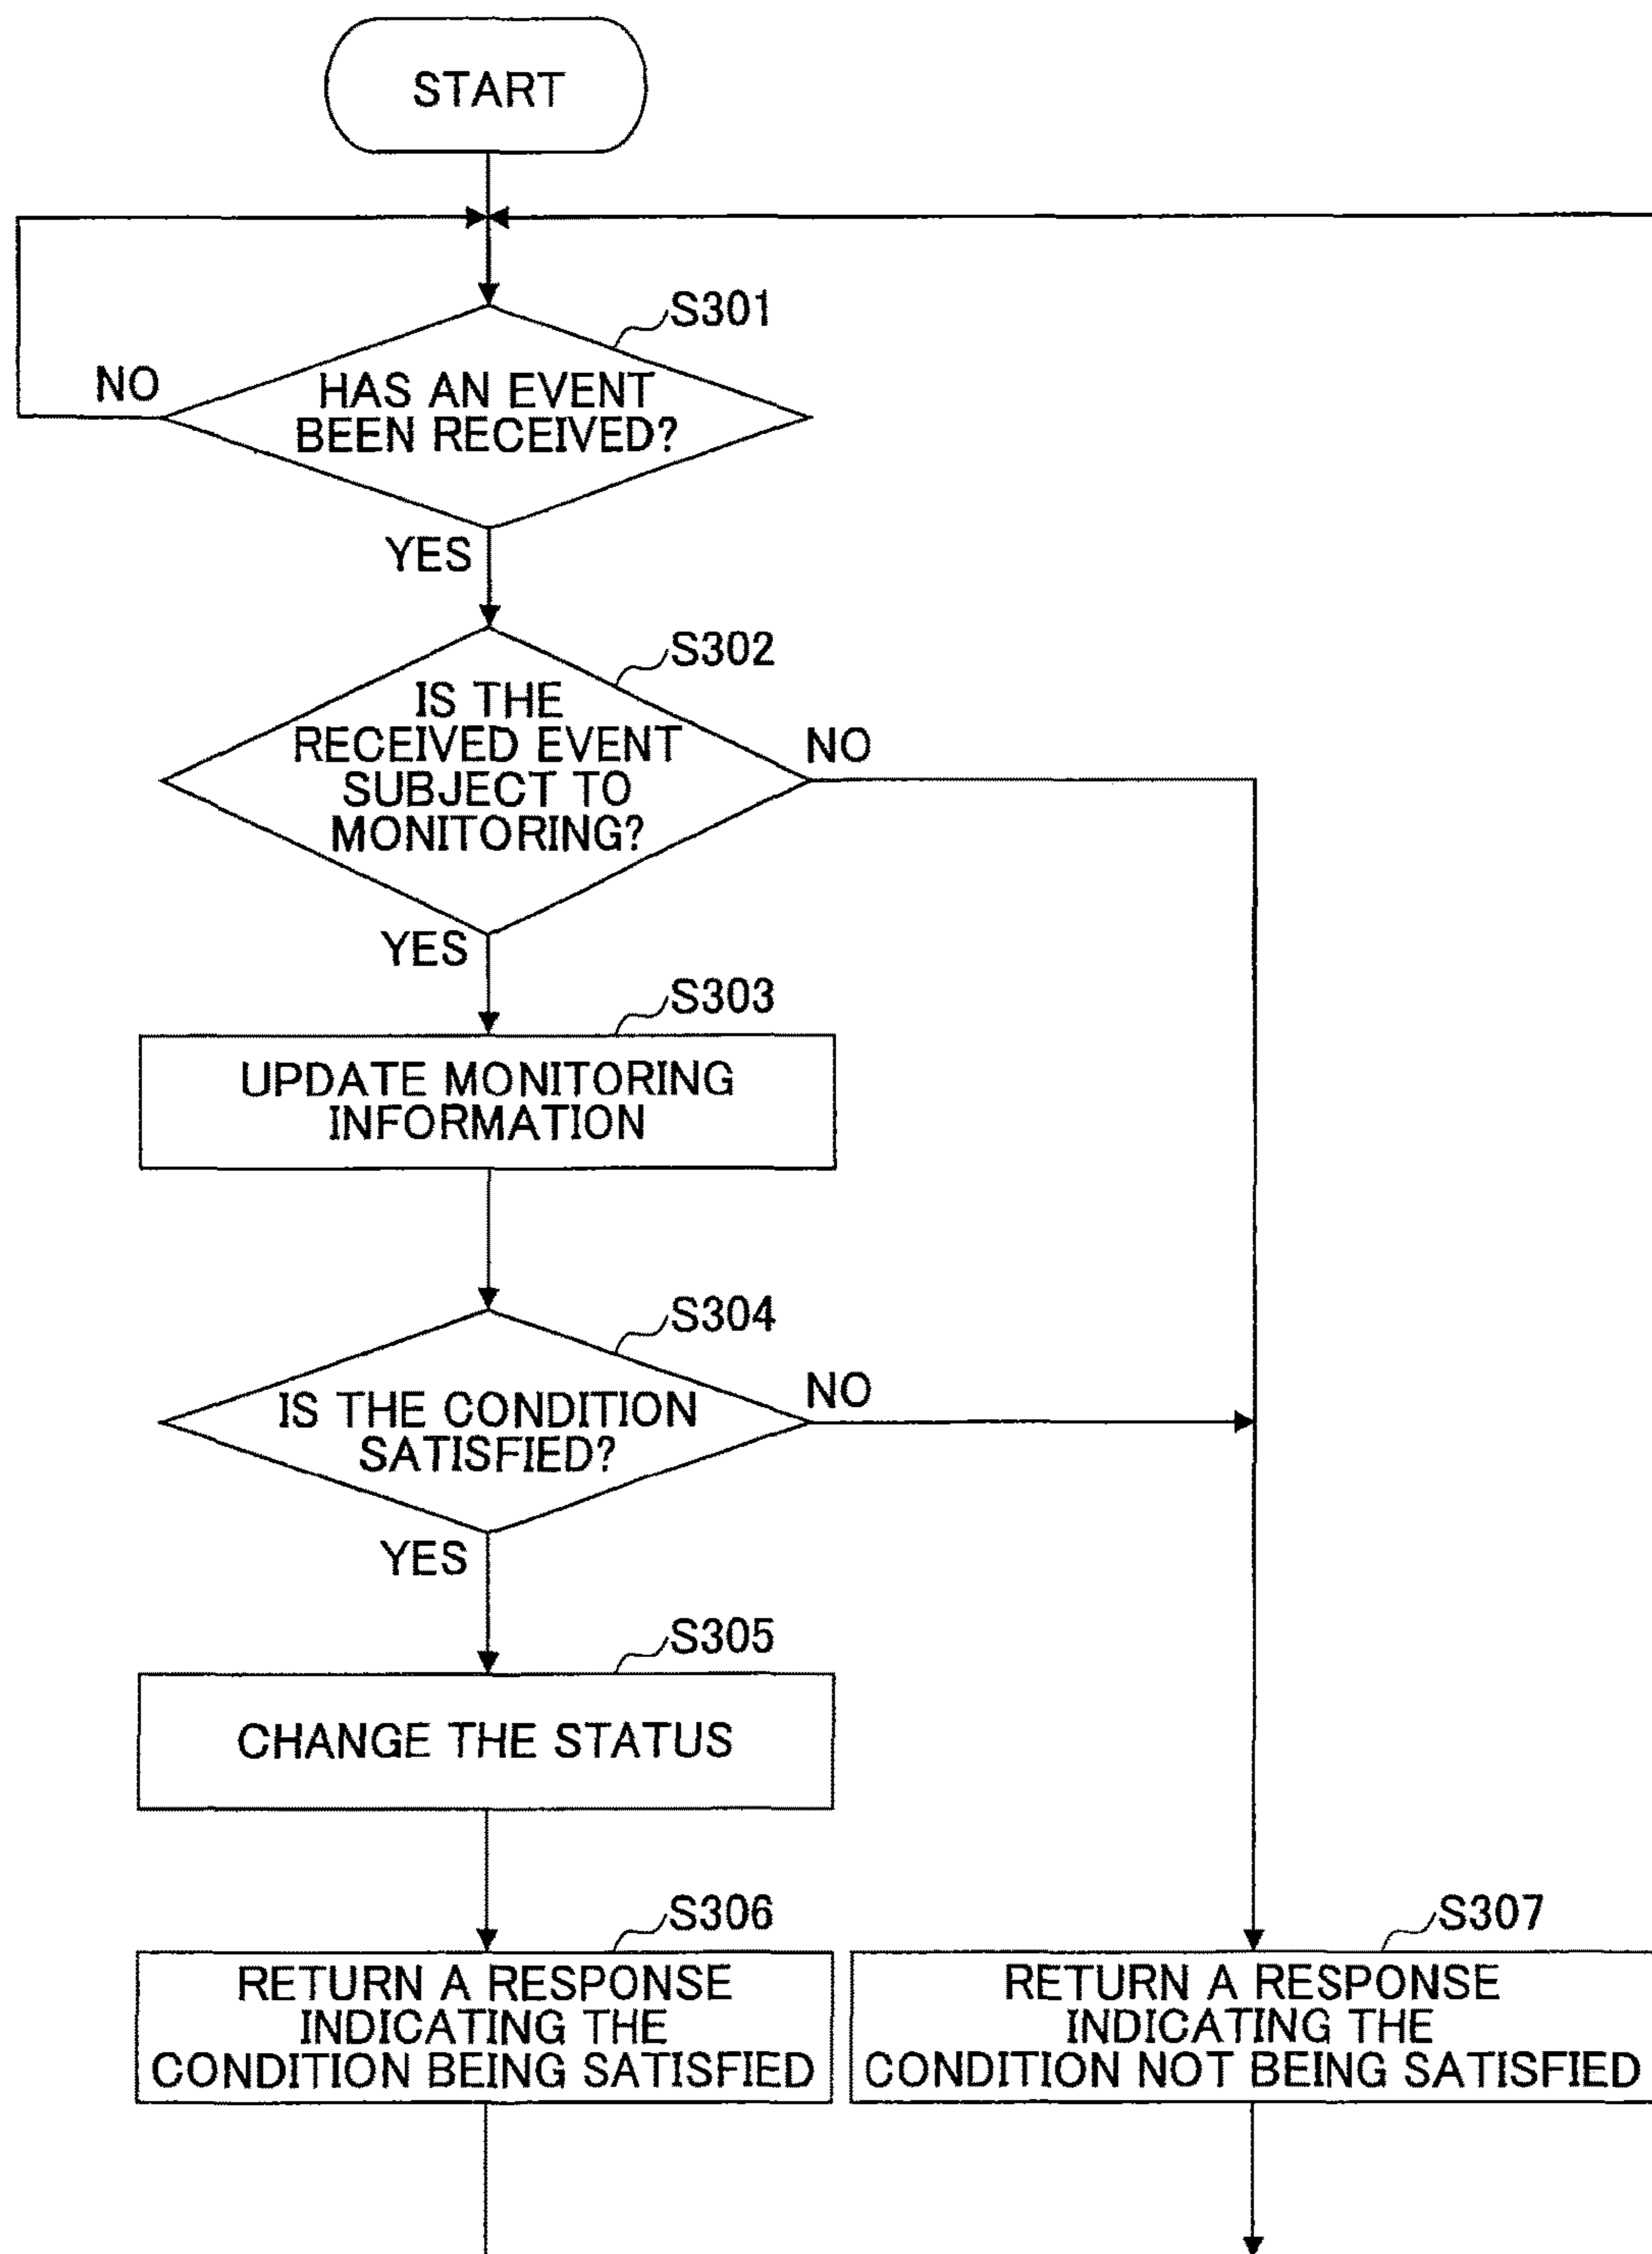 START
S301
NO
HAS AN EVENT
BEEN RECEIVED?
YES
S302
IS THE
RECEIVED EVENT
SUBJECT TO
MONITORING?
NO
YES
S303
UPDATE MONITORING
INFORMATION
S304
IS THE CONDITION
SATISFIED?
NO
YES
S305
CHANGE THE STATUS
S306
RETURN A RESPONSE
INDICATING THE
CONDITION BEING SATISFIED
S307
RETURN A RESPONSE
INDICATING THE
CONDITION NOT BEING SATISFIED